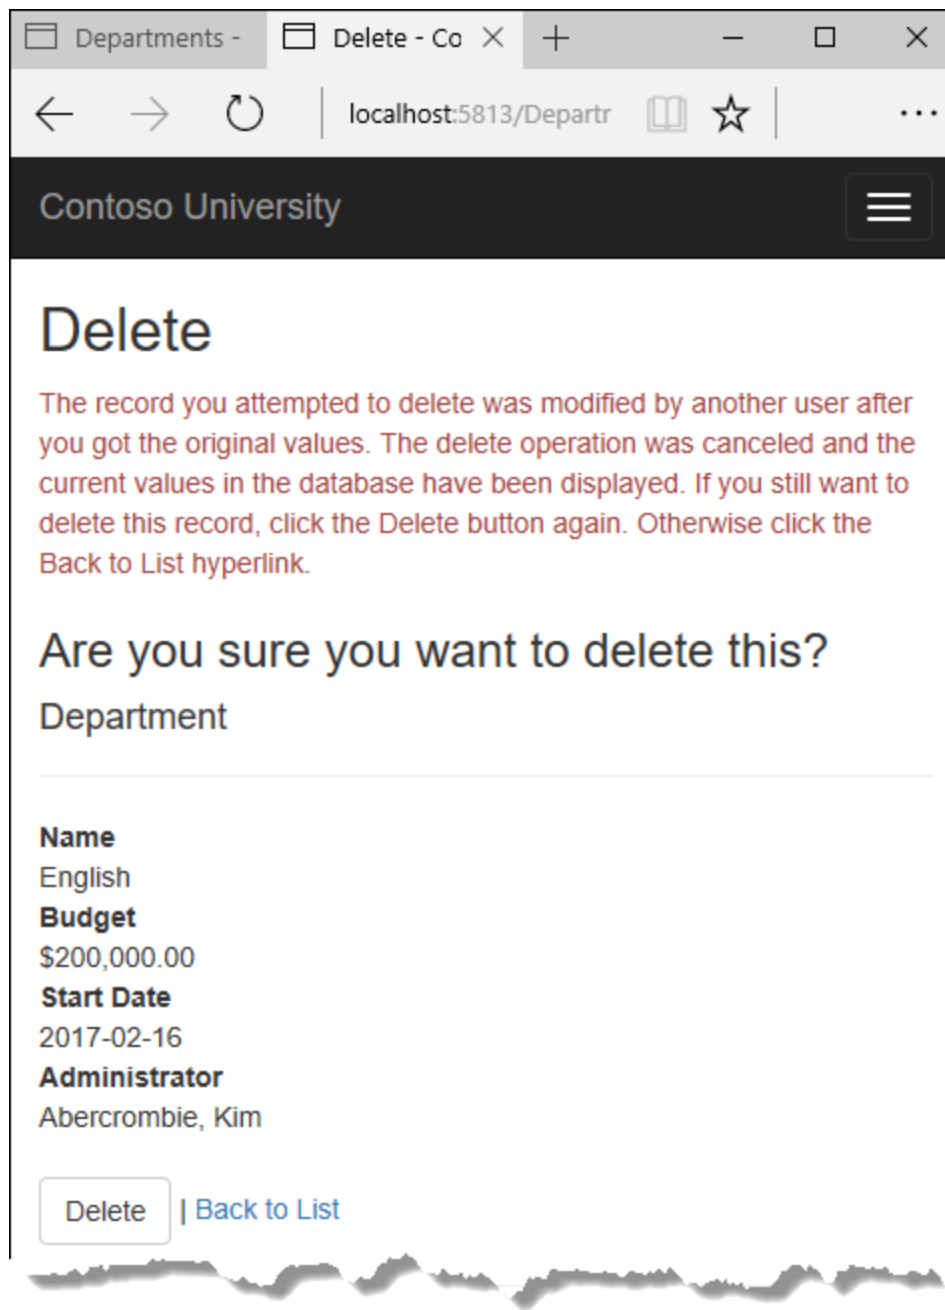 Departments -
Delete - Co
localhost:5813/Departr
Contoso University
Delete
The record you attempted to delete was modified by another user after
you got the original values. The delete operation was canceled and the
current values in the database have been displayed. If you still want to
delete this record, click the Delete button again. Otherwise click the
Back to List hyperlink.
Are you sure you want to delete this?
Department
Name
English
Budget
$200,000.00
Start Date
2017-02-16
Administrator
Abercrombie, Kim
Delete | Back to List